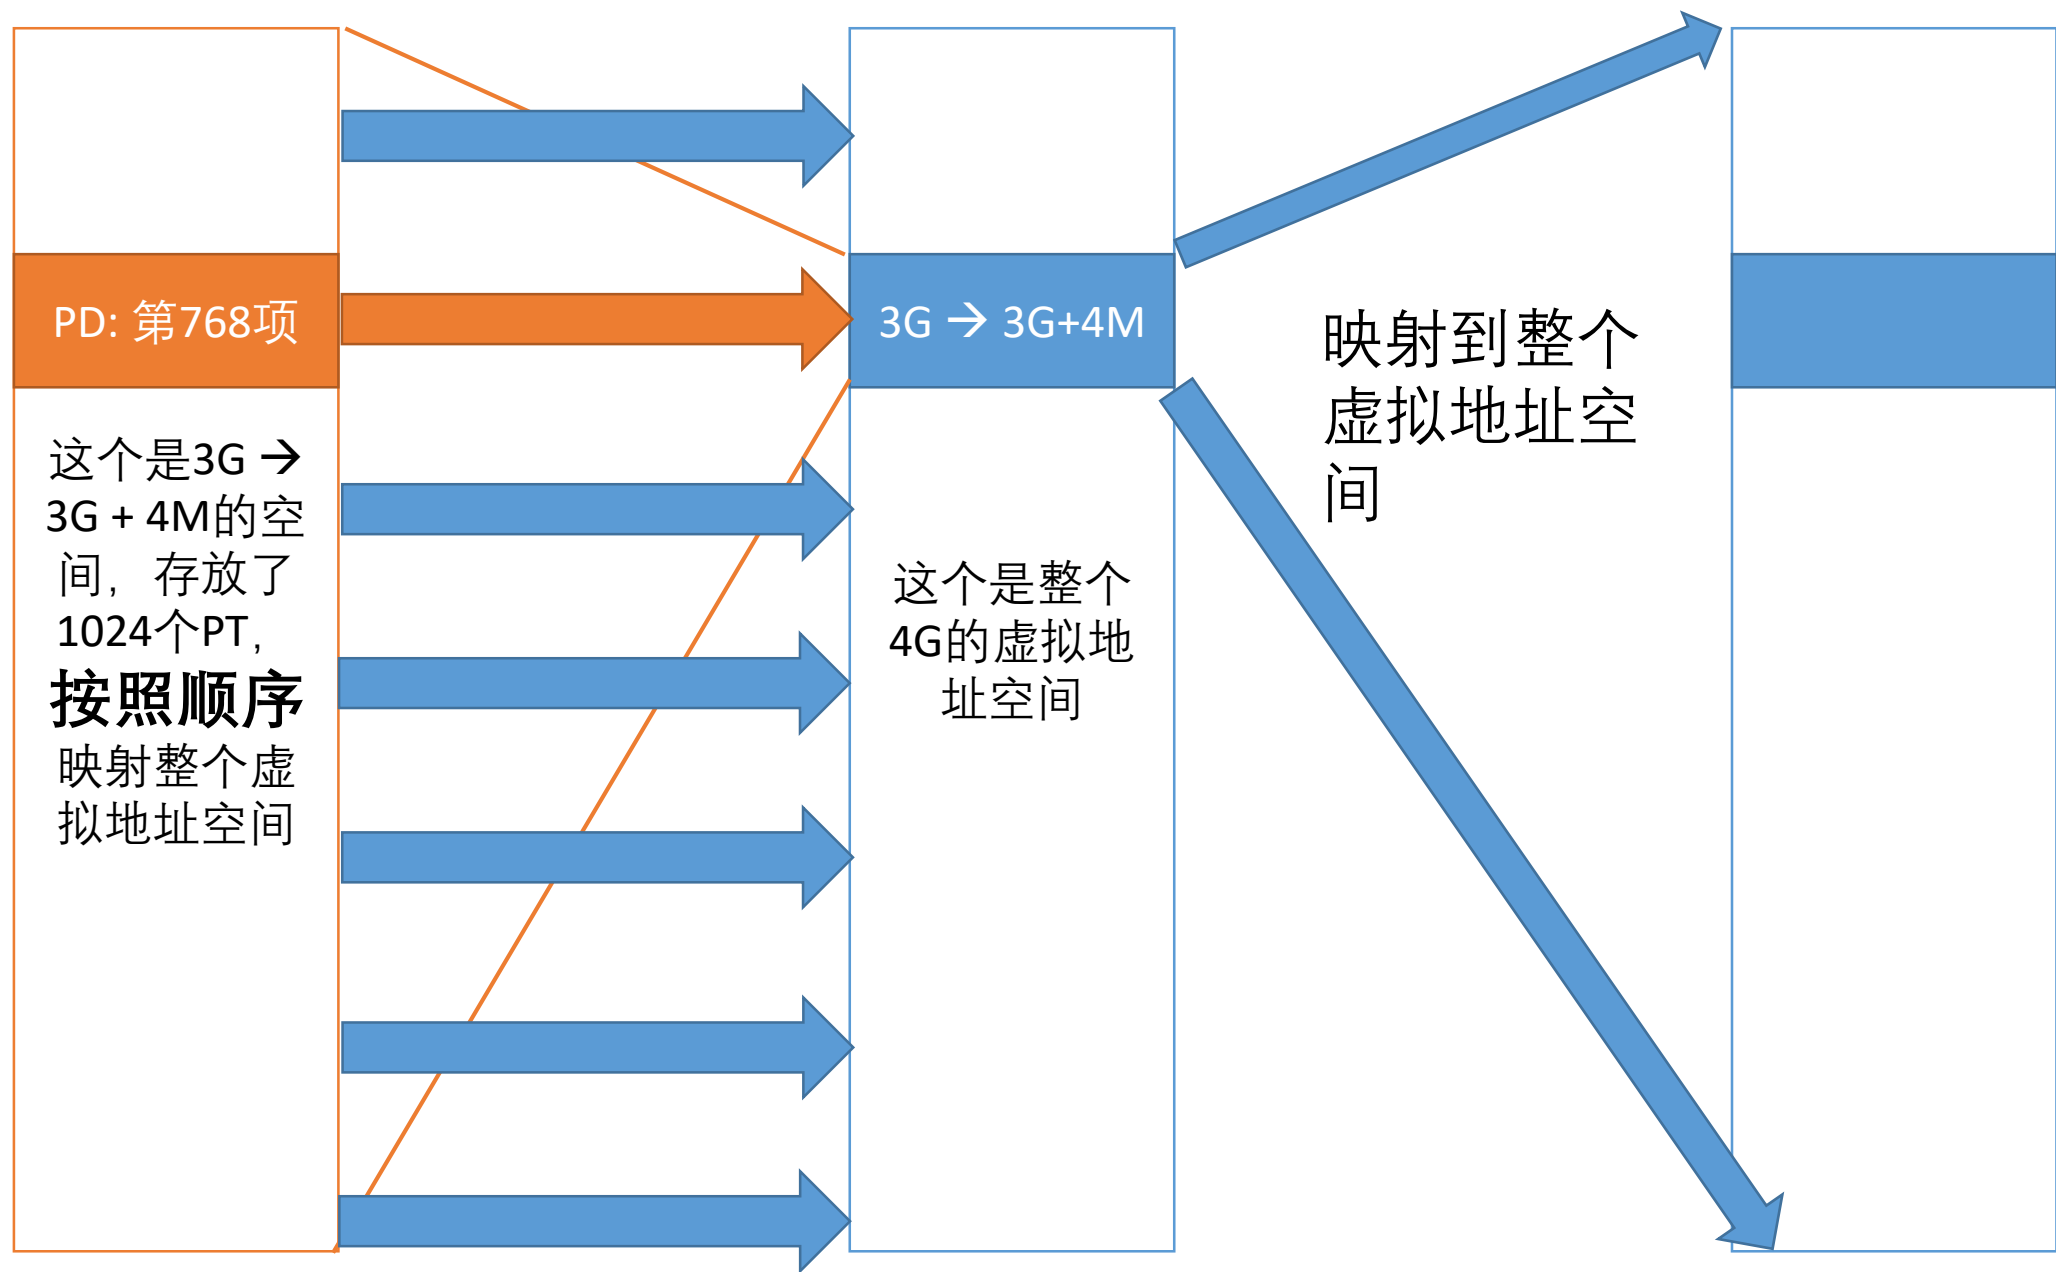 PD: 第768项
这个是3G →
3G + 4M的空
间，存放了
1024个PT，
按照顺序
映射整个虚
拟地址空间
3G → 3G+4M
这个是整个
4G的虚拟地
址空间
映射到整个
虚拟地址空
间